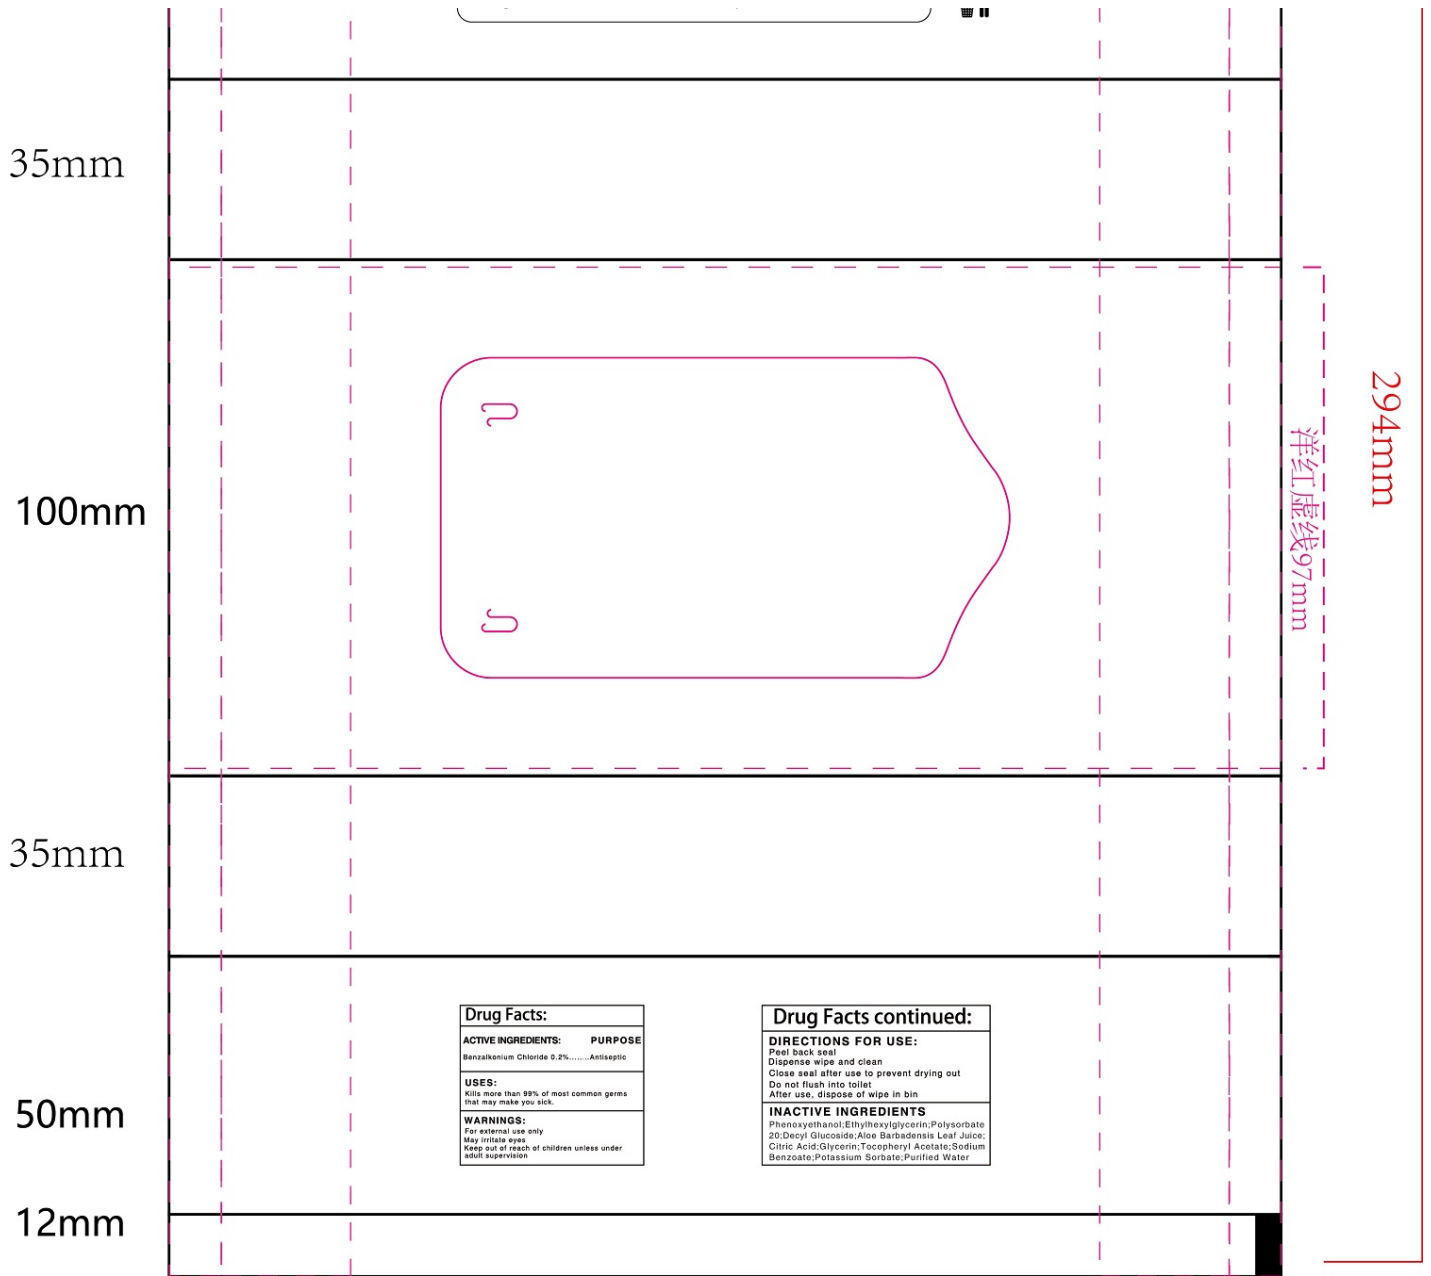 35mm
100mm
294mm
洋红虚线97mm
35mm
Drug Facts:
ACTIVE INGREDIENTS: PURPOSE
Benzalkonium Chloride 0.2%.......Antiseptic
USES:
Kills more than 99% of most common germs
that may make you sick.
WARNINGS:
For external use only
May irritate eyes
Keep out of reach of children unless under
adult supervision
Drug Facts continued:
DIRECTIONS FOR USE:
Peel back seal
Dispense wipe and clean
Close seal after use to prevent drying out
Do not flush into toilet
After use, dispose of wipe in bin
INACTIVE INGREDIENTS
Phenoxyethanol;Ethylhexylglycerin;Polysorbate
20;Decyl Glucoside;Aloe Barbadensis Leaf Juice;
Citric Acid;Glycerin;Tocopheryl Acetate;Sodium
Benzoate;Potassium Sorbate;Purified Water
50mm
12mm